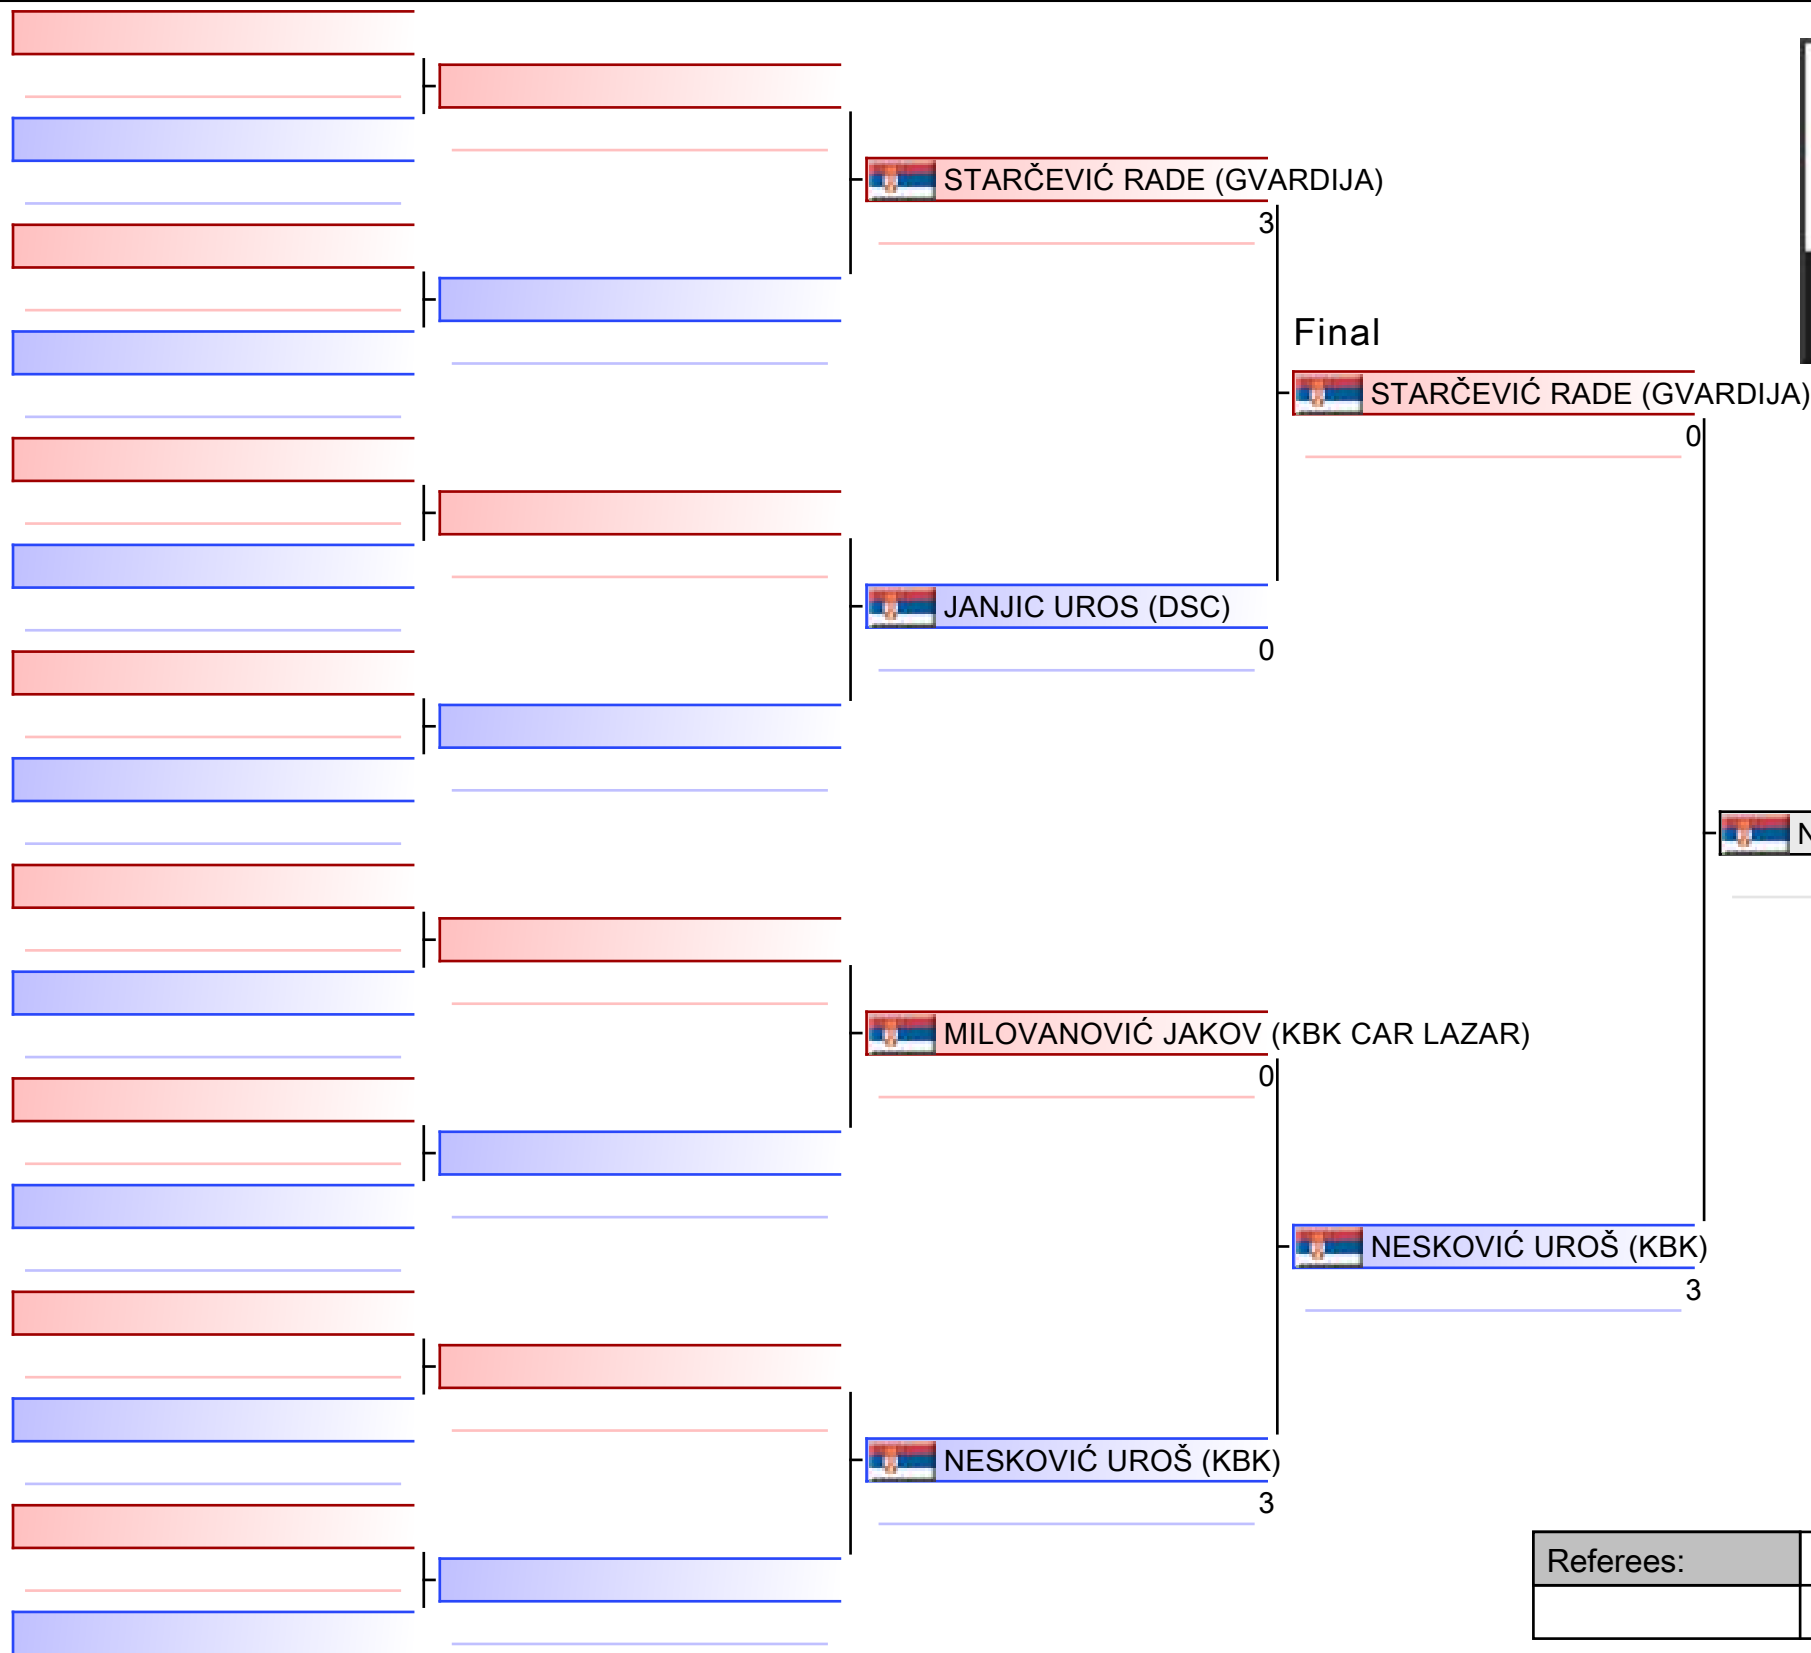 STARČEVIĆ RADE (GVARDIJA)
3
Final
STARČEVIĆ RADE (GVARDIJA)
0
JANJIC UROS (DSC)
0
N
MILOVANOVIĆ JAKOV (KBK CAR LAZAR)
0
NESKOVIĆ UROŠ (KBK)
3
NESKOVIĆ UROŠ (KBK)
3
Referees: